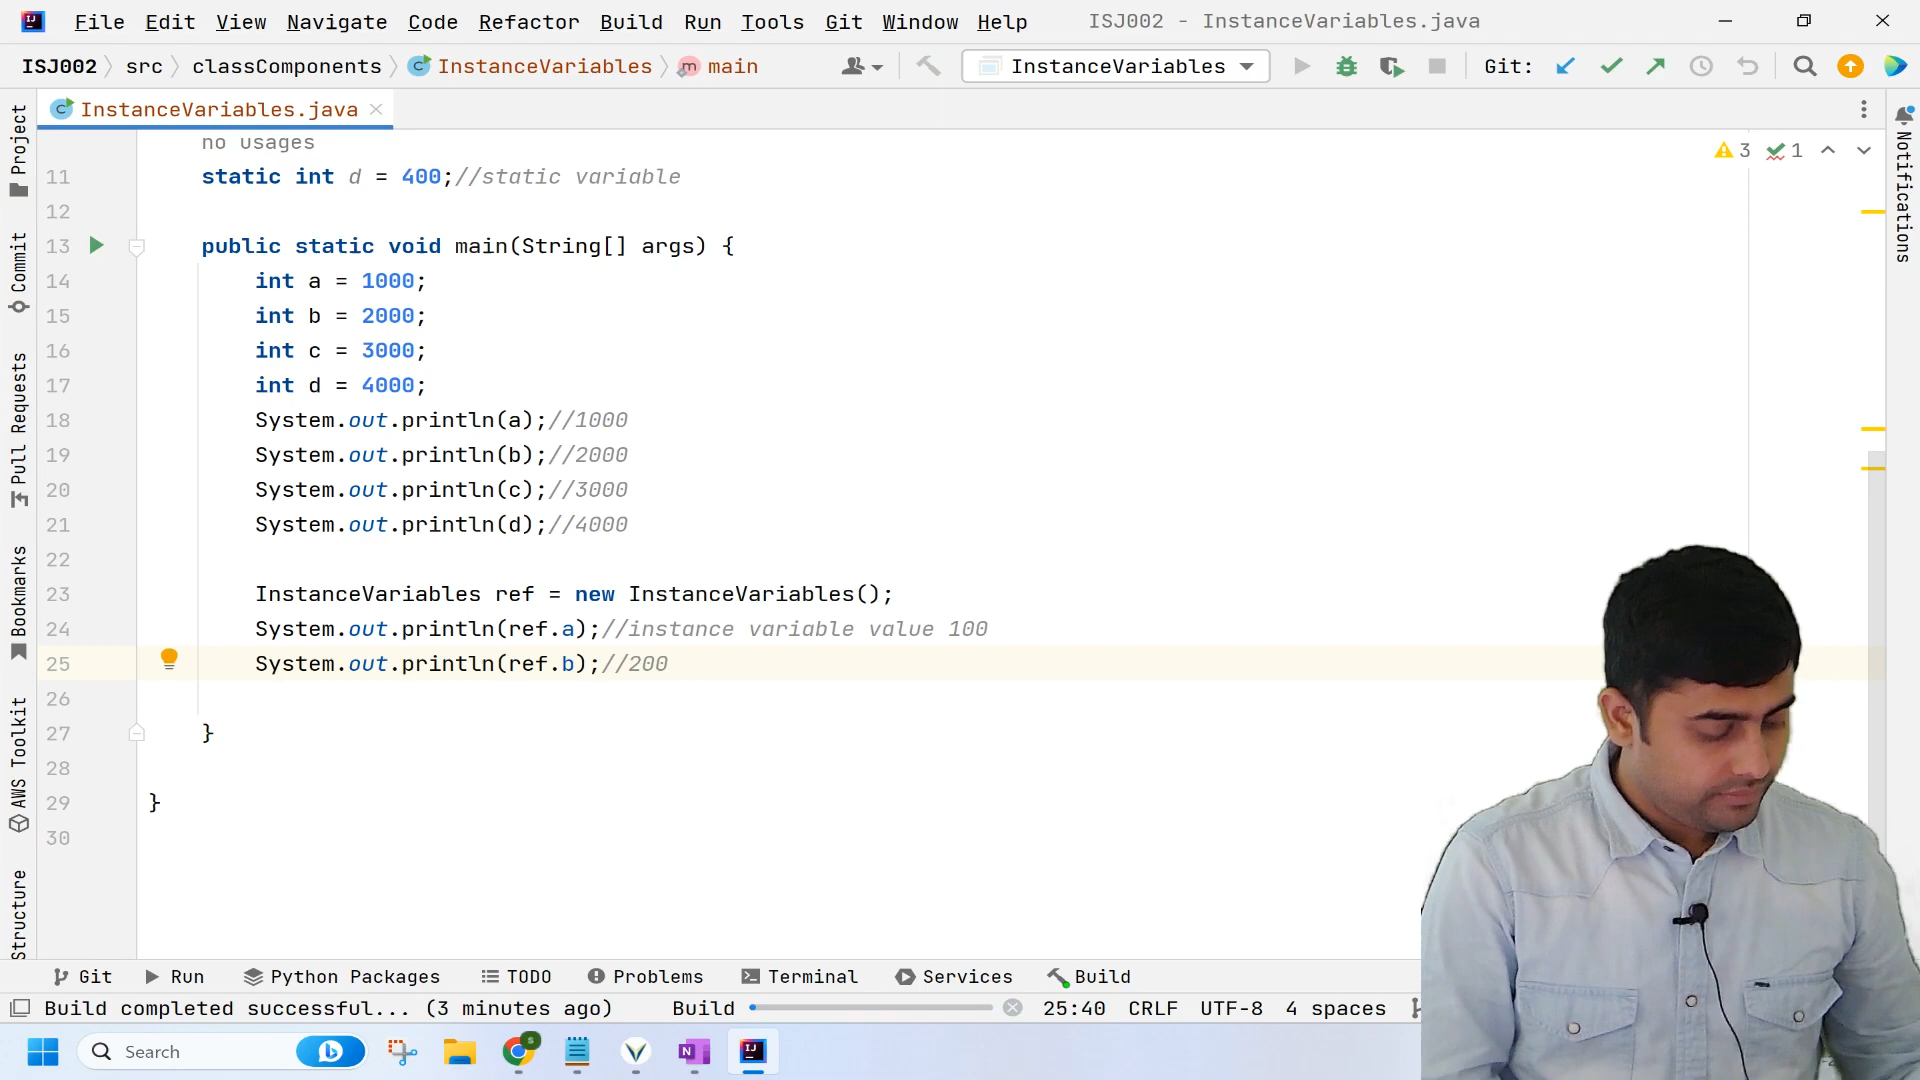 File Edit View Navigate Code Refactor Build Run Tools Git Window Help ISJ002 - InstanceVariables.java
ISJ002 src classComponents InstanceVariables main InstanceVariables Git:
InstanceVariables.java
Project
Commit
Pull Requests
Bookmarks
AWS Toolkit
Structure
Notifications
3 1
no usages
11 static int d = 400;//static variable
12
13 public static void main(String[] args) {
14 int a = 1000;
15 int b = 2000;
16 int c = 3000;
17 int d = 4000;
18 System.out.println(a);//1000
19 System.out.println(b);//2000
20 System.out.println(c);//3000
21 System.out.println(d);//4000
22
23 InstanceVariables ref = new InstanceVariables();
24 System.out.println(ref.a);//instance variable value 100
25 System.out.println(ref.b);//200
26
27 }
28
29 }
30
Git Run Python Packages TODO Problems Terminal Services Build
Build completed successful... (3 minutes ago) Build 25:40 CRLF UTF-8 4 spaces
Search